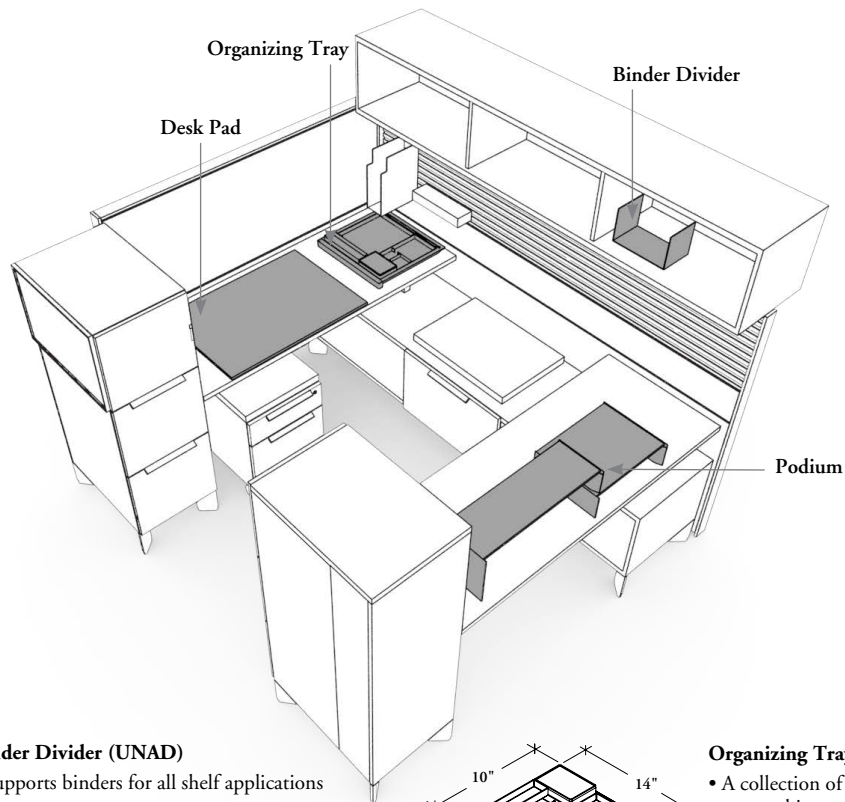 Organizing Tray
Binder Divider
Desk Pad
Podium
der Divider (UNAD)
upports binders for all shelf applications
10"
14"
Organizing Tray
• A collection of